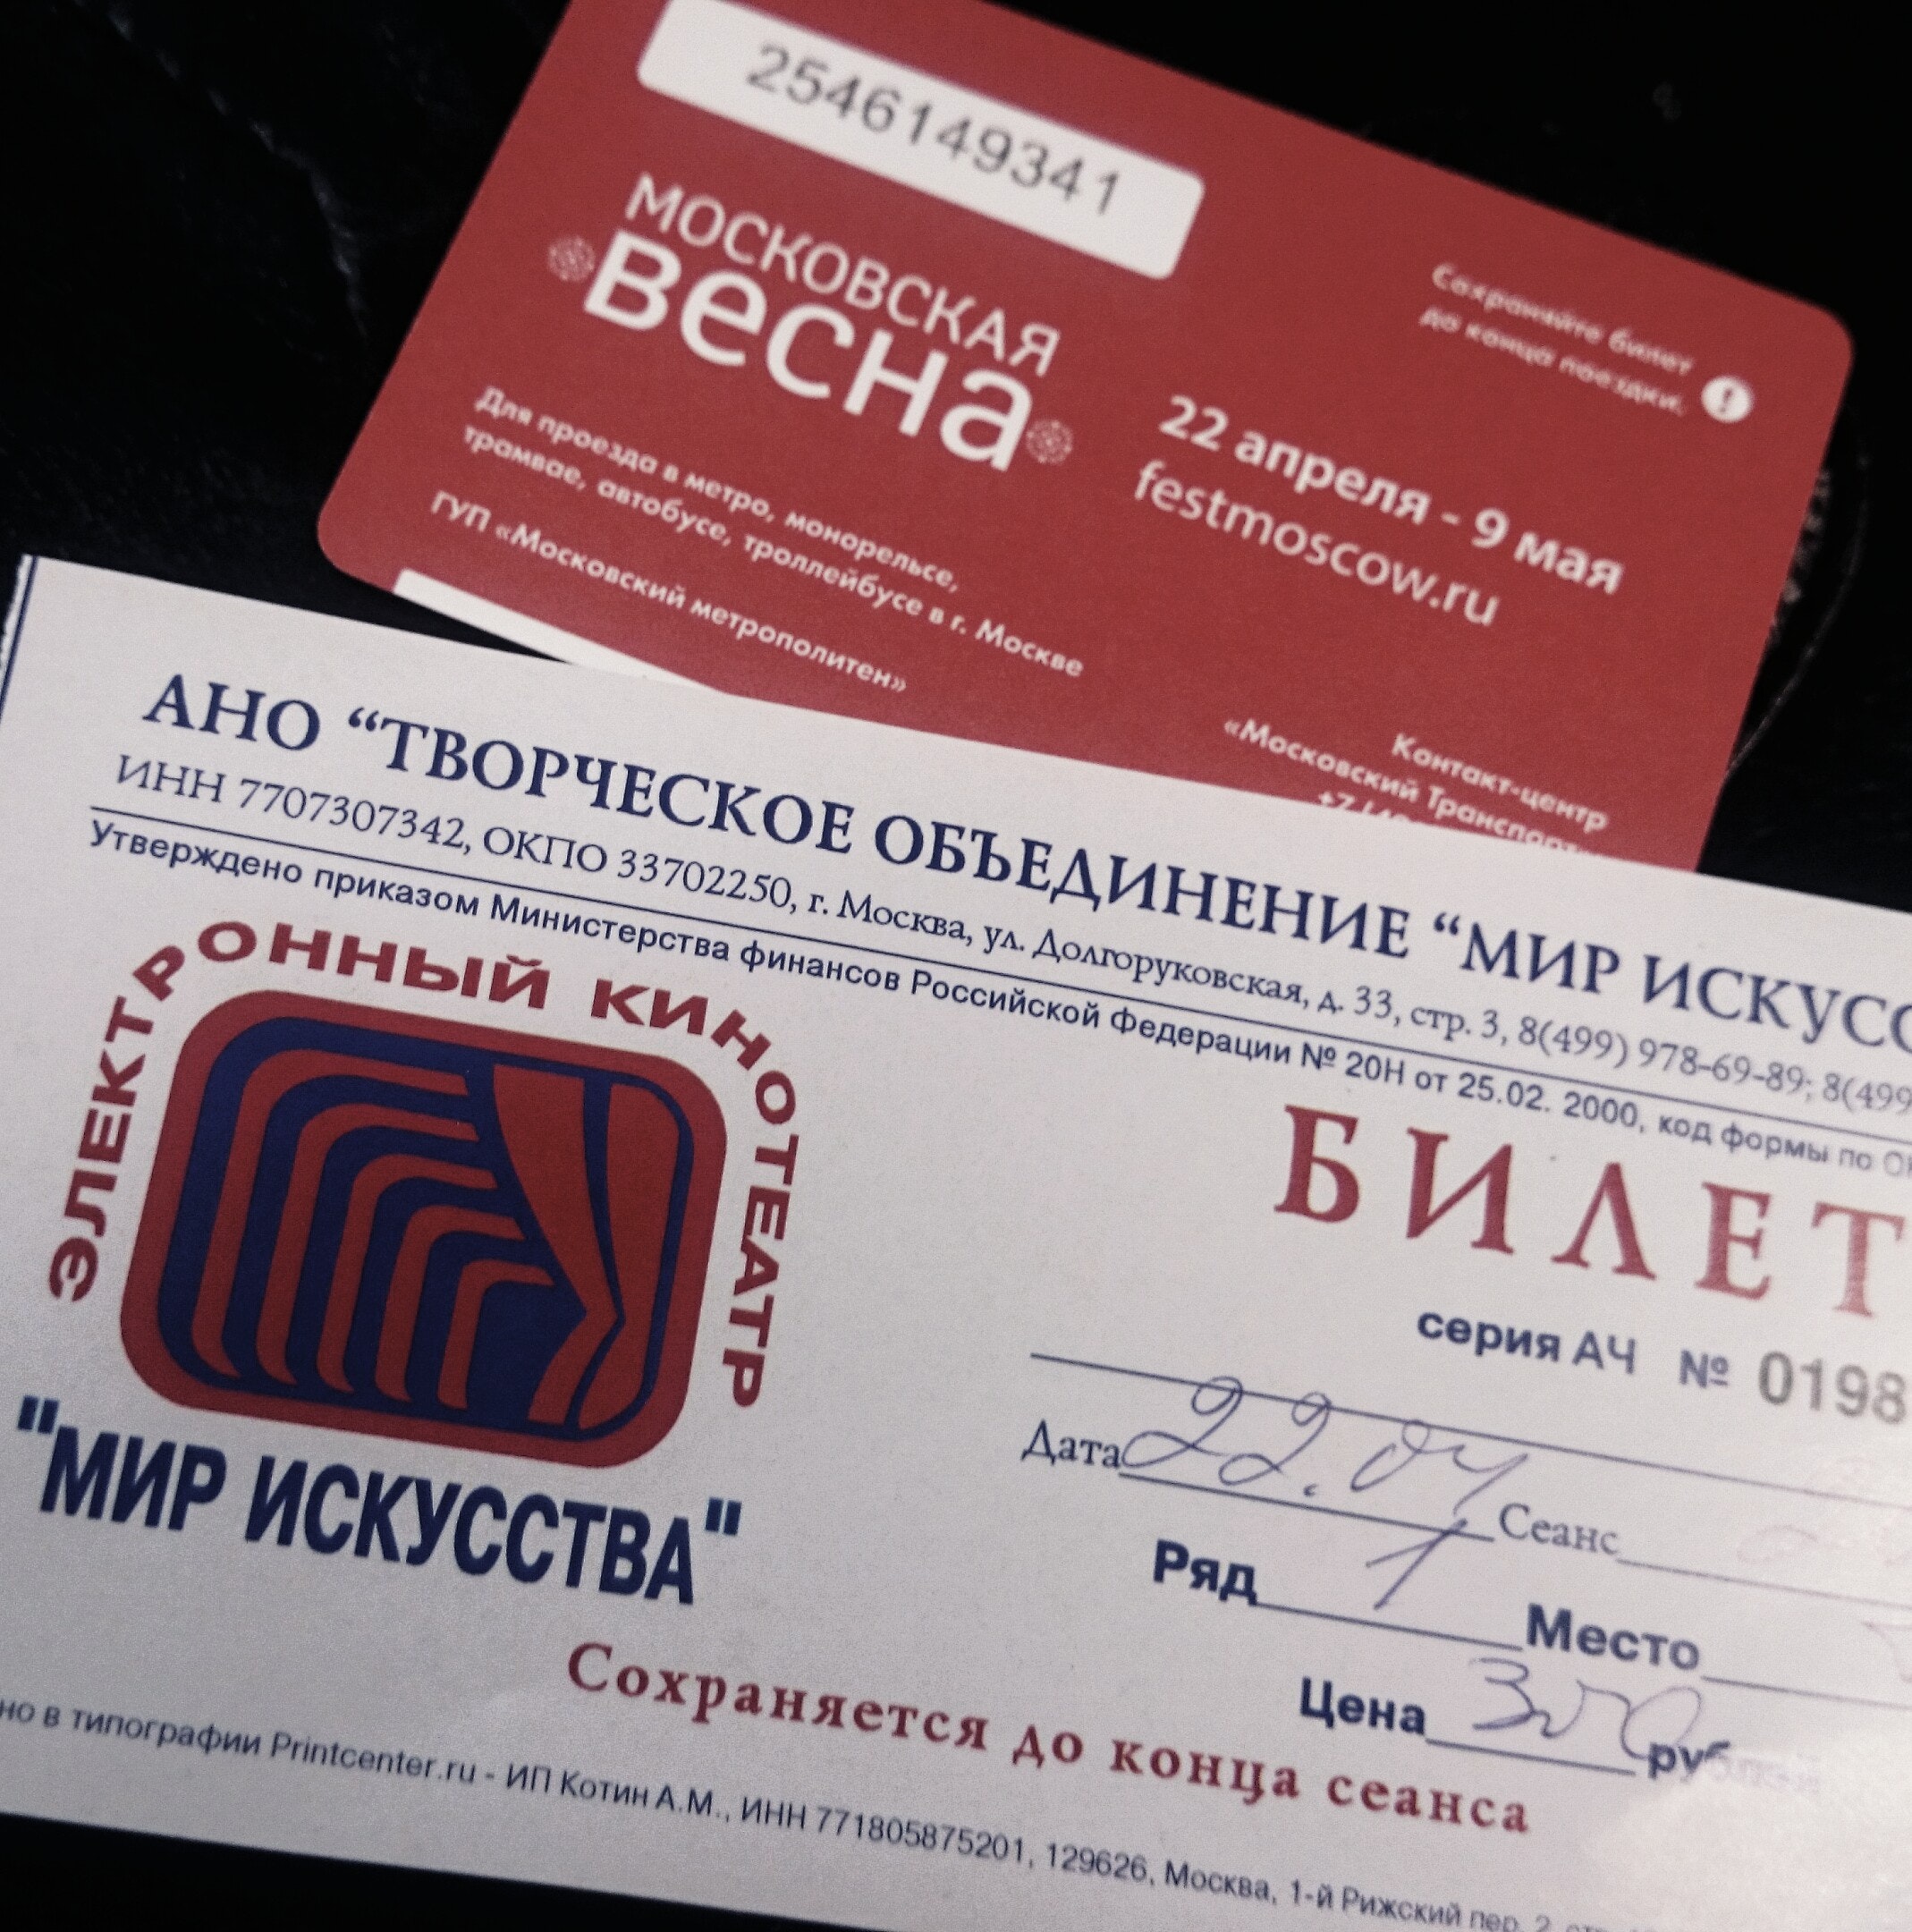 2546149341
МОСКОВСКАЯ
весна
Сохраняйте билет
до конца поездки.
22 апреля - 9 мая
festmoscow.ru
Для проезда в метро, монорельсе,
трамвае, автобусе, троллейбусе в г. Москве
ГУП «Московский метрополитен»
Контакт-центр
«Московский Транспорт
АНО “ТВОРЧЕСКОЕ ОБЪЕДИНЕНИЕ “МИР ИСКУСС
ИНН 7707307342, ОКПО 33702250, г. Москва, ул. Долгоруковская, д. 33, стр. 3, 8(499) 978-69-89; 8(499
Утверждено приказом Министерства финансов Российской Федерации № 20Н от 25.02. 2000, код формы по
ЭЛЕКТРОННЫЙ КИНОТЕАТР
"МИР ИСКУССТВА"
БИЛЕТ
серия АЧ № 0198
Дата 22.04 Сеанс
Ряд 1 Место
Цена рублей
Сохраняется до конца сеанса
но в типографии Printcenter.ru - ИП Котин А.М., ИНН 771805875201, 129626, Москва, 1-й Рижский пер. 2